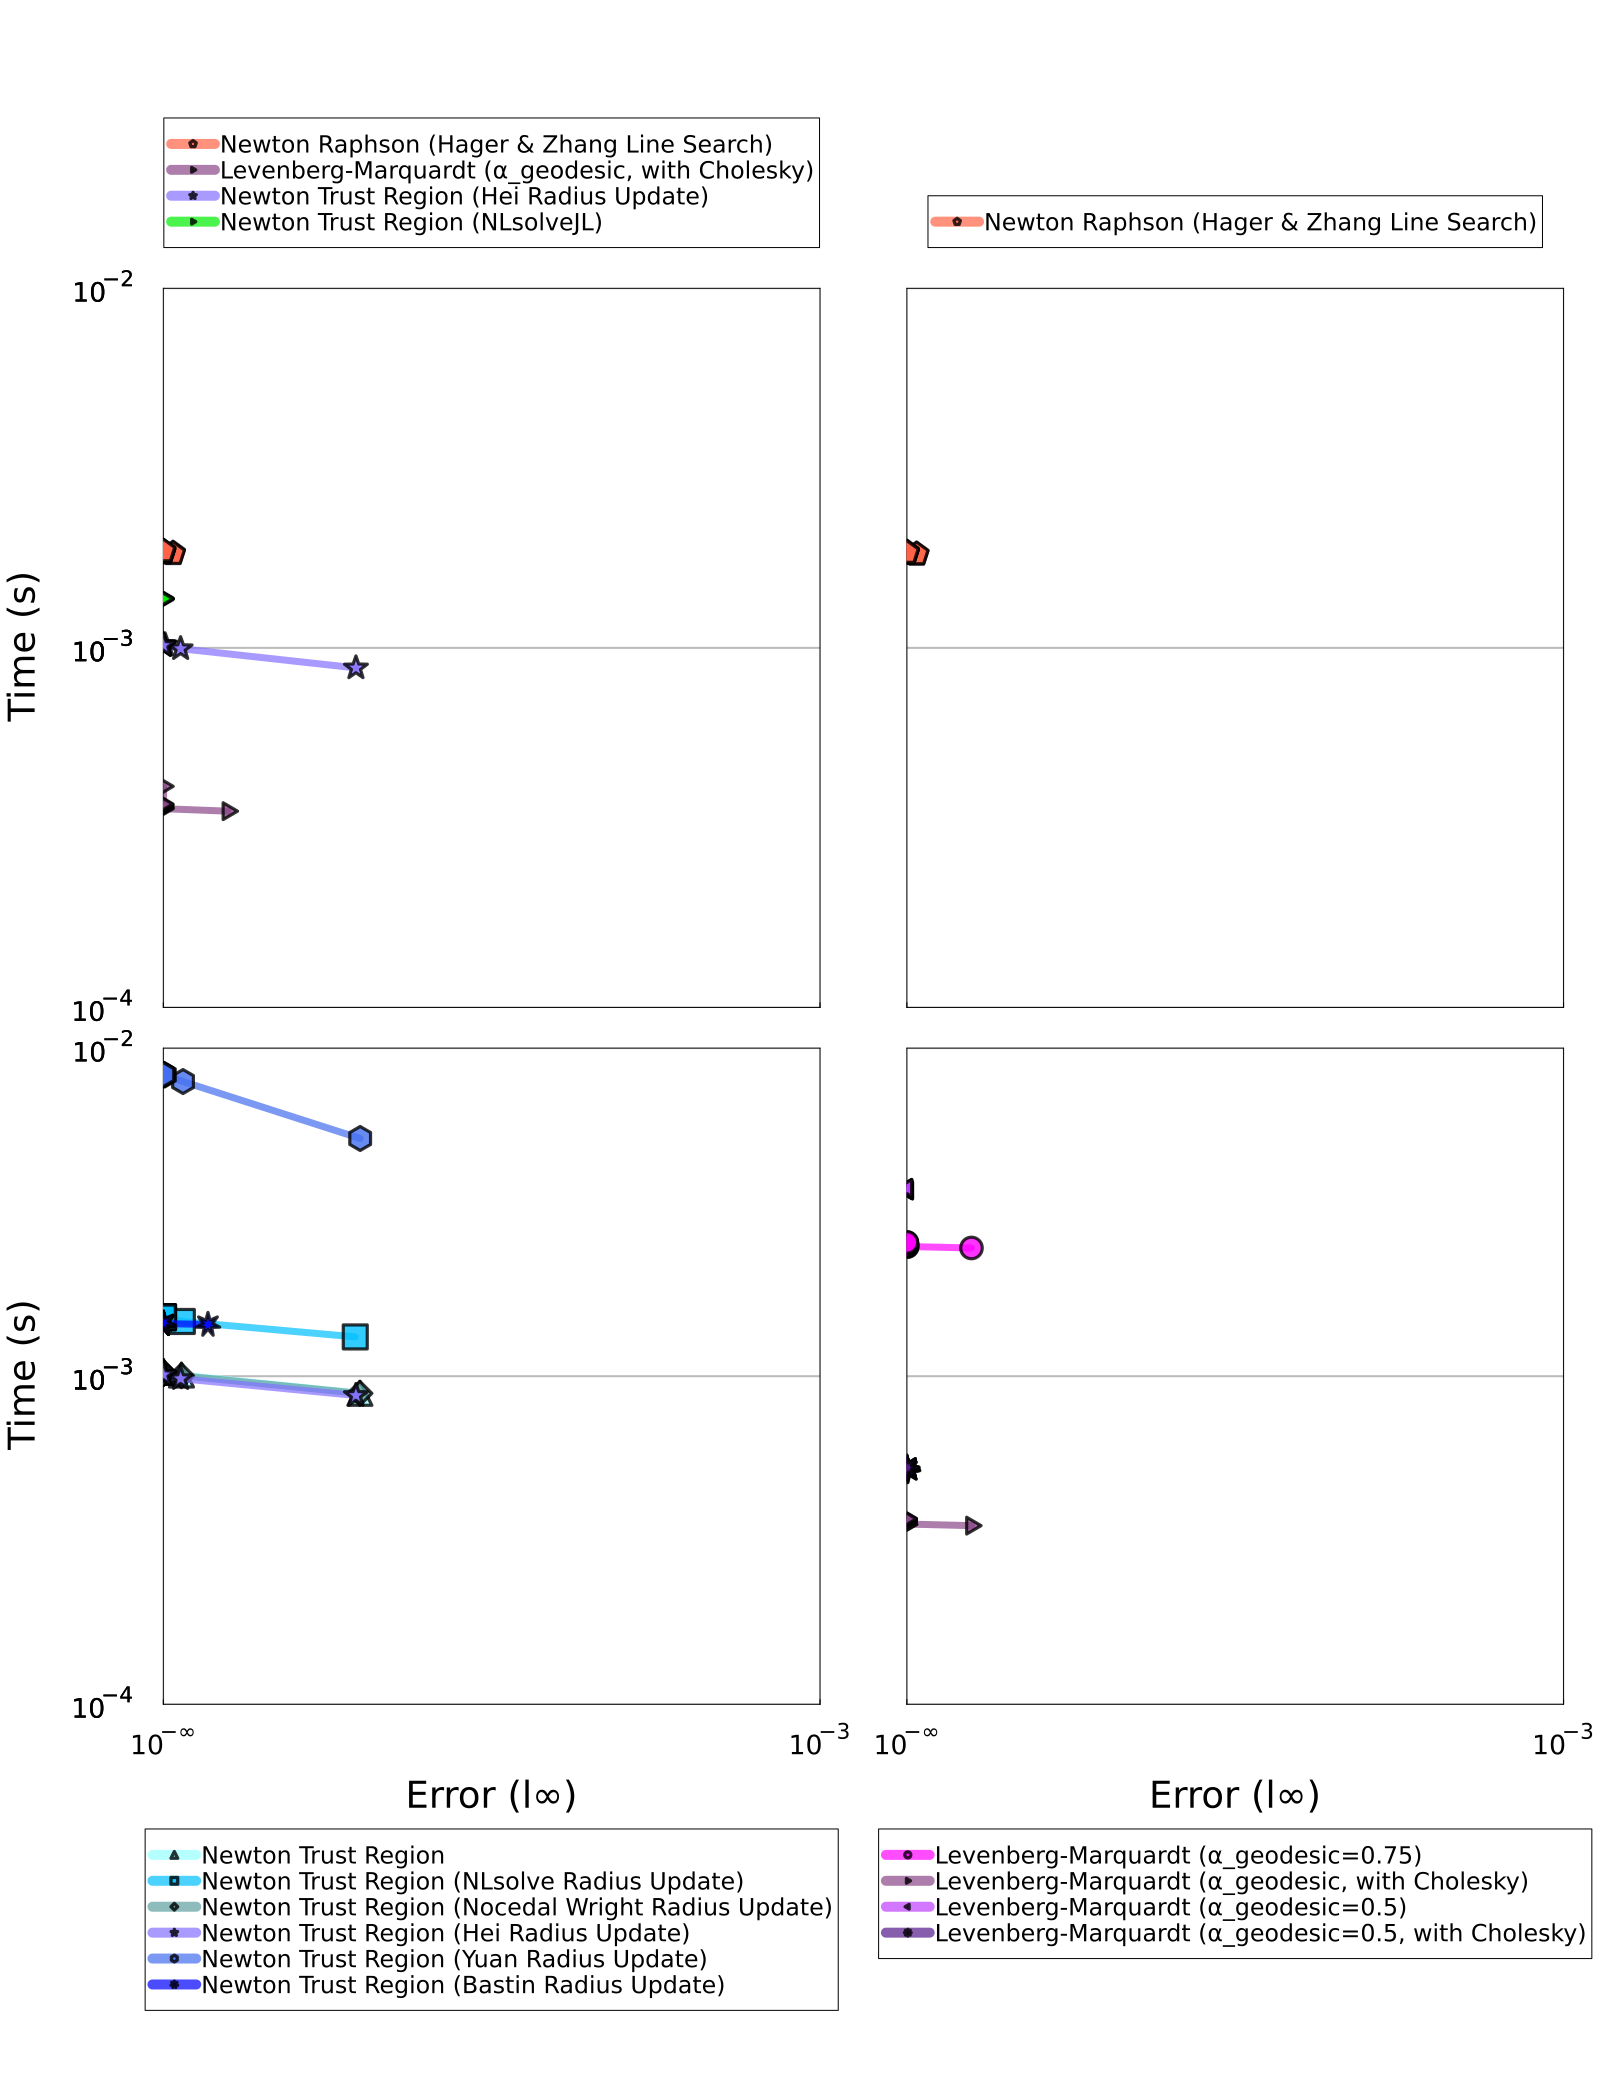 Newton Raphson (Hager & Zhang Line Search)
Levenberg-Marquardt (α_geodesic, with Cholesky)
Newton Trust Region (Hei Radius Update)
Newton Trust Region (NLsolveJL)
Newton Raphson (Hager & Zhang Line Search)
10⁻²
10⁻³
10⁻⁴
Time (s)
10⁻²
10⁻³
10⁻⁴
Time (s)
10^−∞
10⁻³
10^−∞
10⁻³
Error (l∞)
Error (l∞)
Newton Trust Region
Newton Trust Region (NLsolve Radius Update)
Newton Trust Region (Nocedal Wright Radius Update)
Newton Trust Region (Hei Radius Update)
Newton Trust Region (Yuan Radius Update)
Newton Trust Region (Bastin Radius Update)
Levenberg-Marquardt (α_geodesic=0.75)
Levenberg-Marquardt (α_geodesic, with Cholesky)
Levenberg-Marquardt (α_geodesic=0.5)
Levenberg-Marquardt (α_geodesic=0.5, with Cholesky)